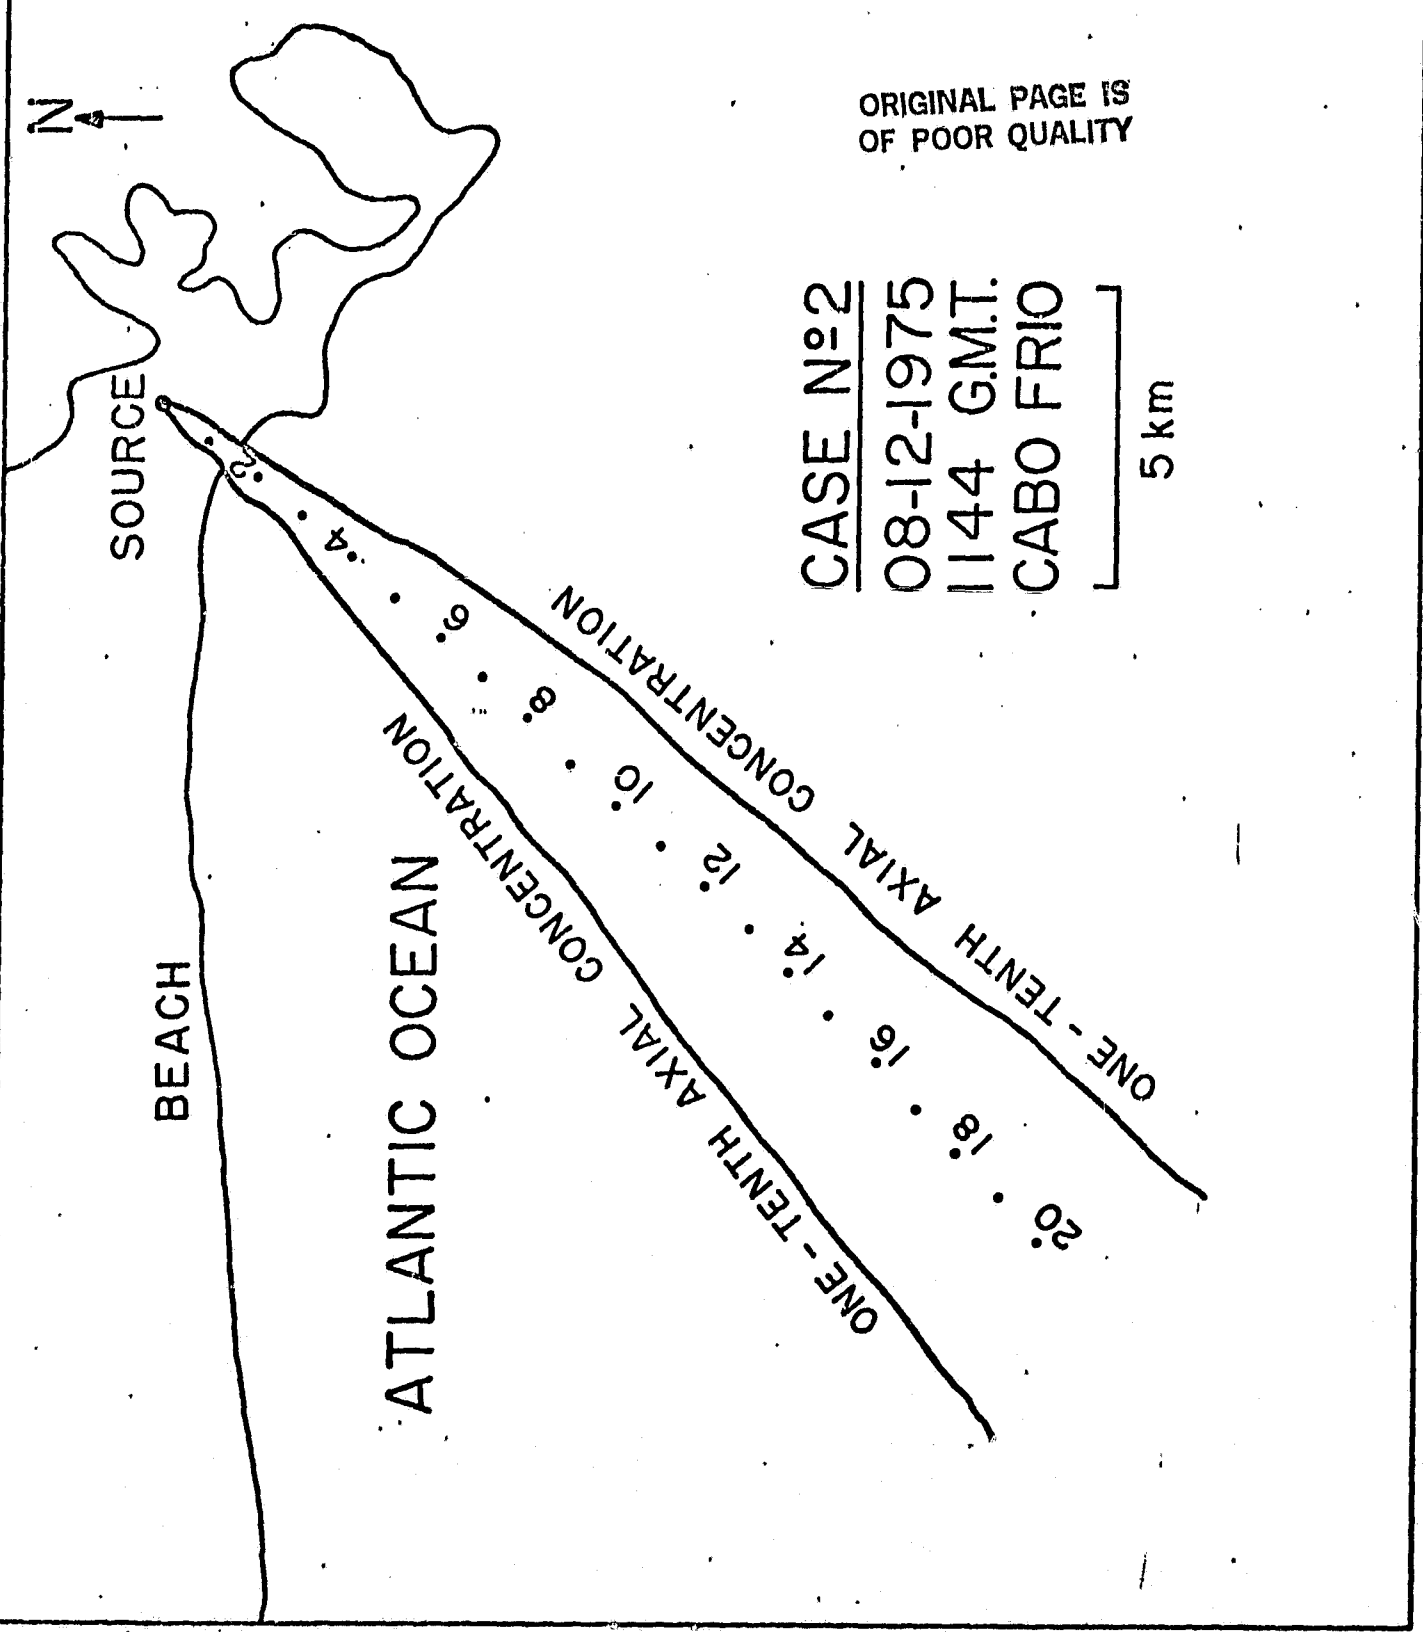 ORIGINAL PAGE IS
OF POOR QUALITY
N
SOURCE
BEACH
ATLANTIC OCEAN
ONE - TENTH AXIAL CONCENTRATION
2
4
6
8
10
12
14
16
18
20
ONE - TENTH AXIAL CONCENTRATION
CASE Nº 2
08-12-1975
1144 G.M.T.
CABO FRIO
5 km